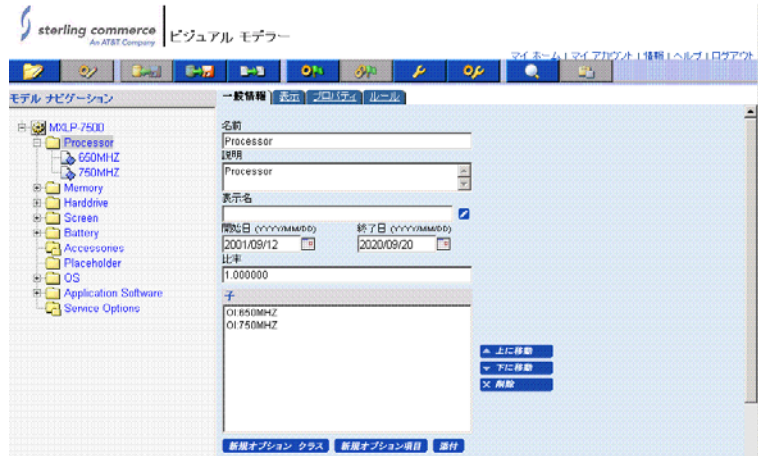 sterling commerce
An AT&T Company
ビジュアル モデラー
マイ ホーム | マイ アカウント | 情報 | ヘルプ | ログアウト
モデル ナビゲーション
一般情報 表示 プロパティ ルール
MXLP-7500
Processor
650MHZ
750MHZ
Memory
Harddrive
Screen
Battery
Accessories
Placeholder
OS
Application Software
Service Options
名前
Processor
説明
Processor
表示名
開始日 (YYYY/MM/DD) 終了日 (YYYY/MM/DD)
2001/09/12 2020/09/20
比率
1.000000
子
OI:650MHZ
OI:750MHZ
上に移動
下に移動
削除
新規オプション クラス 新規オプション項目 添付